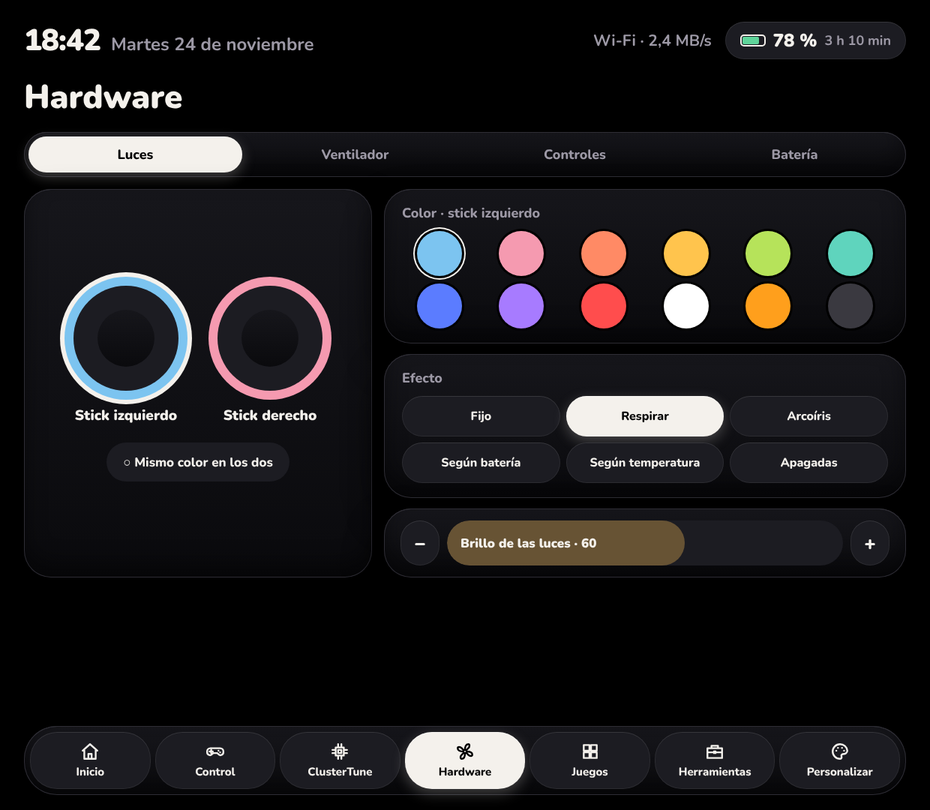 18:42 Martes 24 de noviembre
Wi-Fi · 2,4 MB/s
78 % 3 h 10 min
Hardware
Luces
Ventilador
Controles
Batería
Stick izquierdo
Stick derecho
○ Mismo color en los dos
Color · stick izquierdo
Efecto
Fijo
Respirar
Arcoíris
Según batería
Según temperatura
Apagadas
−
Brillo de las luces · 60
+
Inicio
Control
ClusterTune
Hardware
Juegos
Herramientas
Personalizar